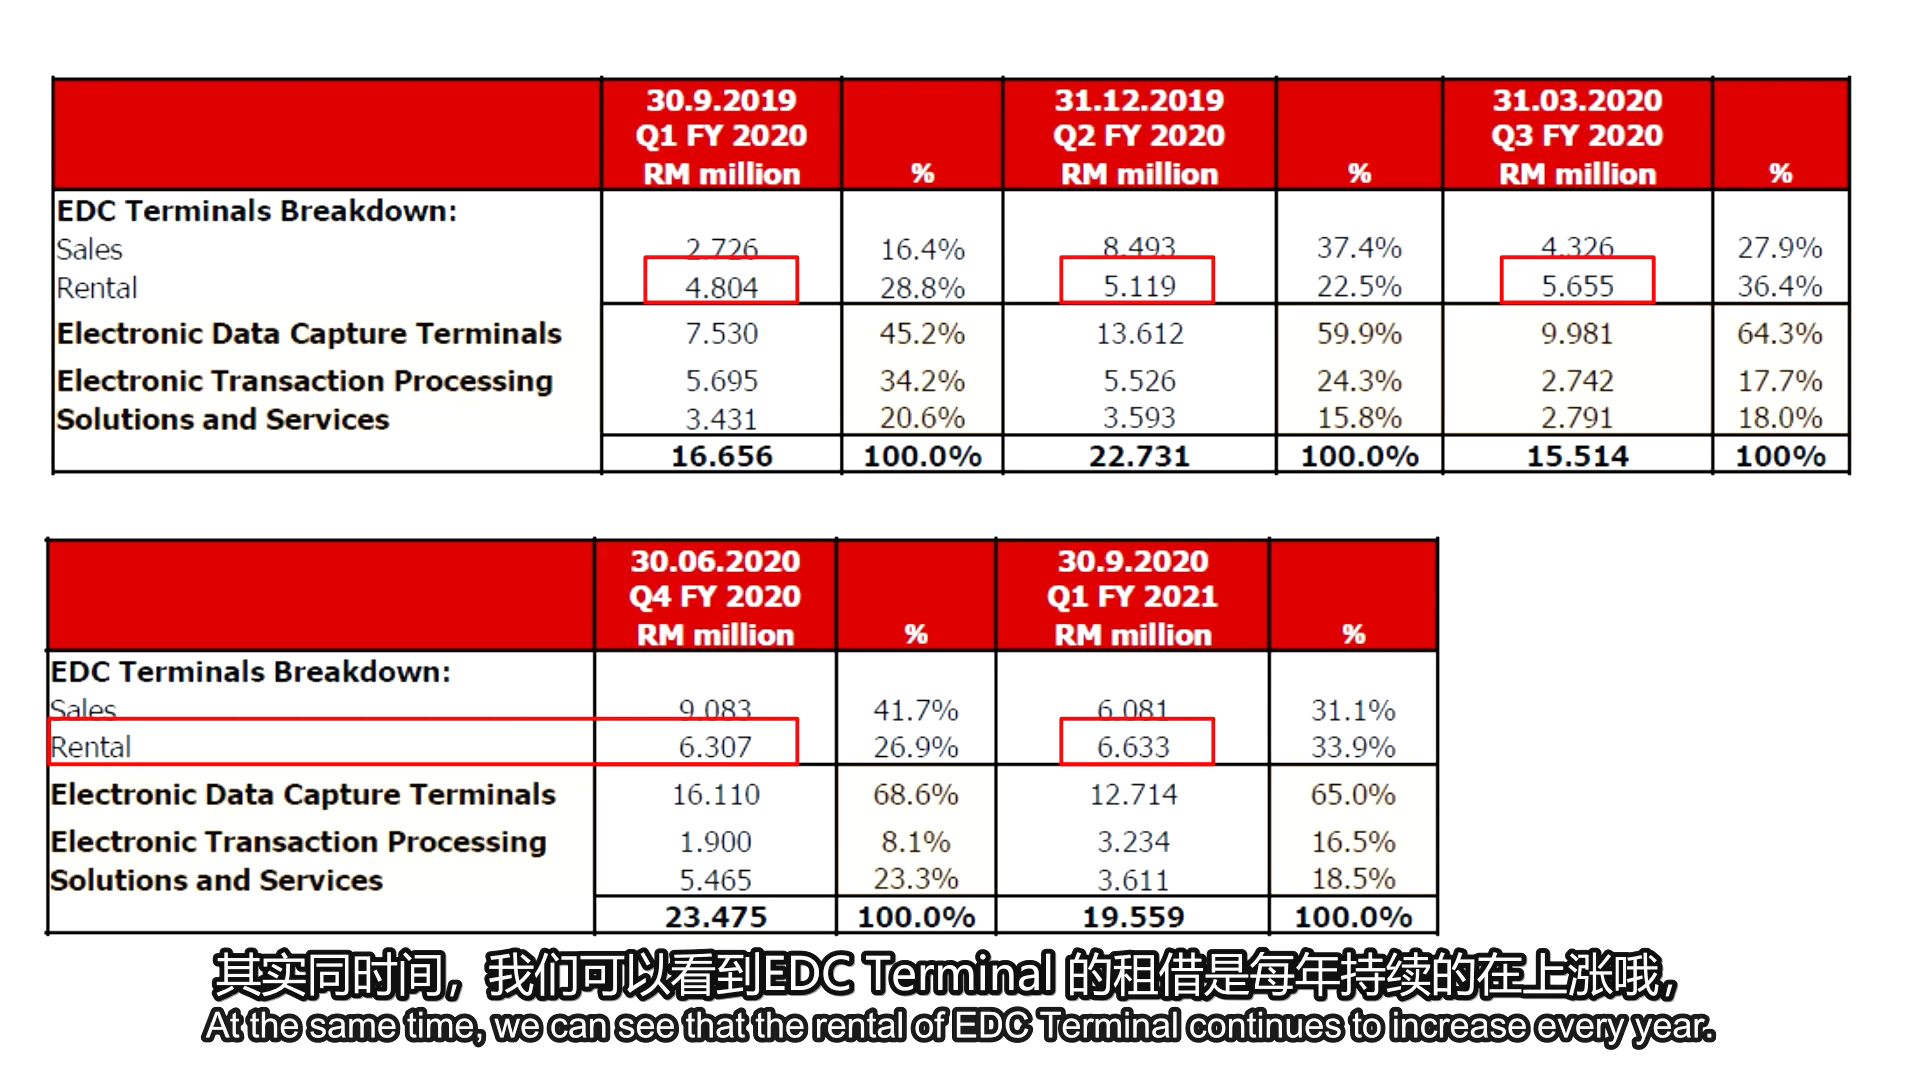 30.9.2019 31.12.2019 31.03.2020
Q1 FY 2020 Q2 FY 2020 Q3 FY 2020
RM million % RM million % RM million %
EDC Terminals Breakdown:
Sales 2.726 16.4% 8.493 37.4% 4.326 27.9%
Rental 4.804 28.8% 5.119 22.5% 5.655 36.4%
Electronic Data Capture Terminals 7.530 45.2% 13.612 59.9% 9.981 64.3%
Electronic Transaction Processing 5.695 34.2% 5.526 24.3% 2.742 17.7%
Solutions and Services 3.431 20.6% 3.593 15.8% 2.791 18.0%
16.656 100.0% 22.731 100.0% 15.514 100%
30.06.2020 30.9.2020
Q4 FY 2020 Q1 FY 2021
RM million % RM million %
EDC Terminals Breakdown:
Sales 9.083 41.7% 6.081 31.1%
Rental 6.307 26.9% 6.633 33.9%
Electronic Data Capture Terminals 16.110 68.6% 12.714 65.0%
Electronic Transaction Processing 1.900 8.1% 3.234 16.5%
Solutions and Services 5.465 23.3% 3.611 18.5%
23.475 100.0% 19.559 100.0%
其实同时间，我们可以看到EDC Terminal 的租借是每年持续的在上涨哦，
At the same time, we can see that the rental of EDC Terminal continues to increase every year.